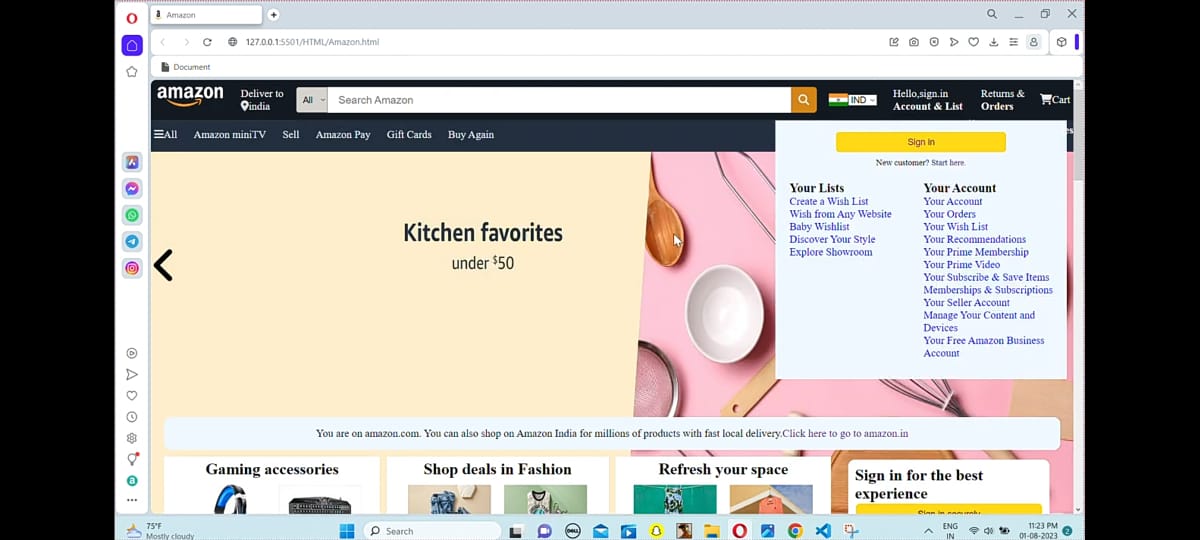 Amazon
127.0.0.1:5501/HTML/Amazon.html
Document
amazon
Deliver to
india
All
Search Amazon
IND
Hello,sign.in
Account & List
Returns &
Orders
Cart
All
Amazon miniTV
Sell
Amazon Pay
Gift Cards
Buy Again
Sign in
New customer? Start here.
Your Lists
Create a Wish List
Wish from Any Website
Baby Wishlist
Discover Your Style
Explore Showroom
Your Account
Your Account
Your Orders
Your Wish List
Your Recommendations
Your Prime Membership
Your Prime Video
Your Subscribe & Save Items
Memberships & Subscriptions
Your Seller Account
Manage Your Content and
Devices
Your Free Amazon Business
Account
Kitchen favorites
under $50
You are on amazon.com. You can also shop on Amazon India for millions of products with fast local delivery.Click here to go to amazon.in
Gaming accessories
Shop deals in Fashion
Refresh your space
Sign in for the best
experience
Sign in securely
75°F
Mostly cloudy
Search
DELL
ENG
IN
11:23 PM
01-08-2023
2